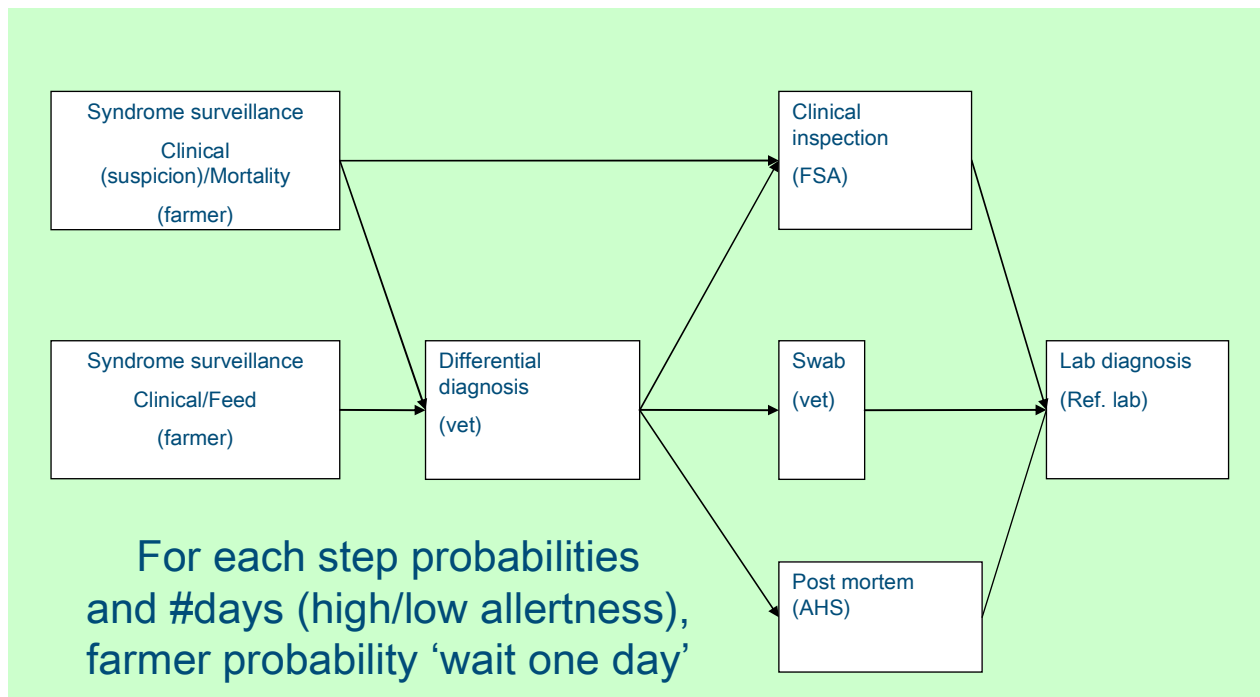 Syndrome surveillance
Clinical
(suspicion)/Mortality
(farmer)
Clinical
inspection
(FSA)
Syndrome surveillance
Clinical/Feed
(farmer)
Differential
diagnosis
(vet)
Swab
(vet)
Lab diagnosis
(Ref. lab)
Post mortem
(AHS)
For each step probabilities
and #days (high/low allertness),
farmer probability ‘wait one day’